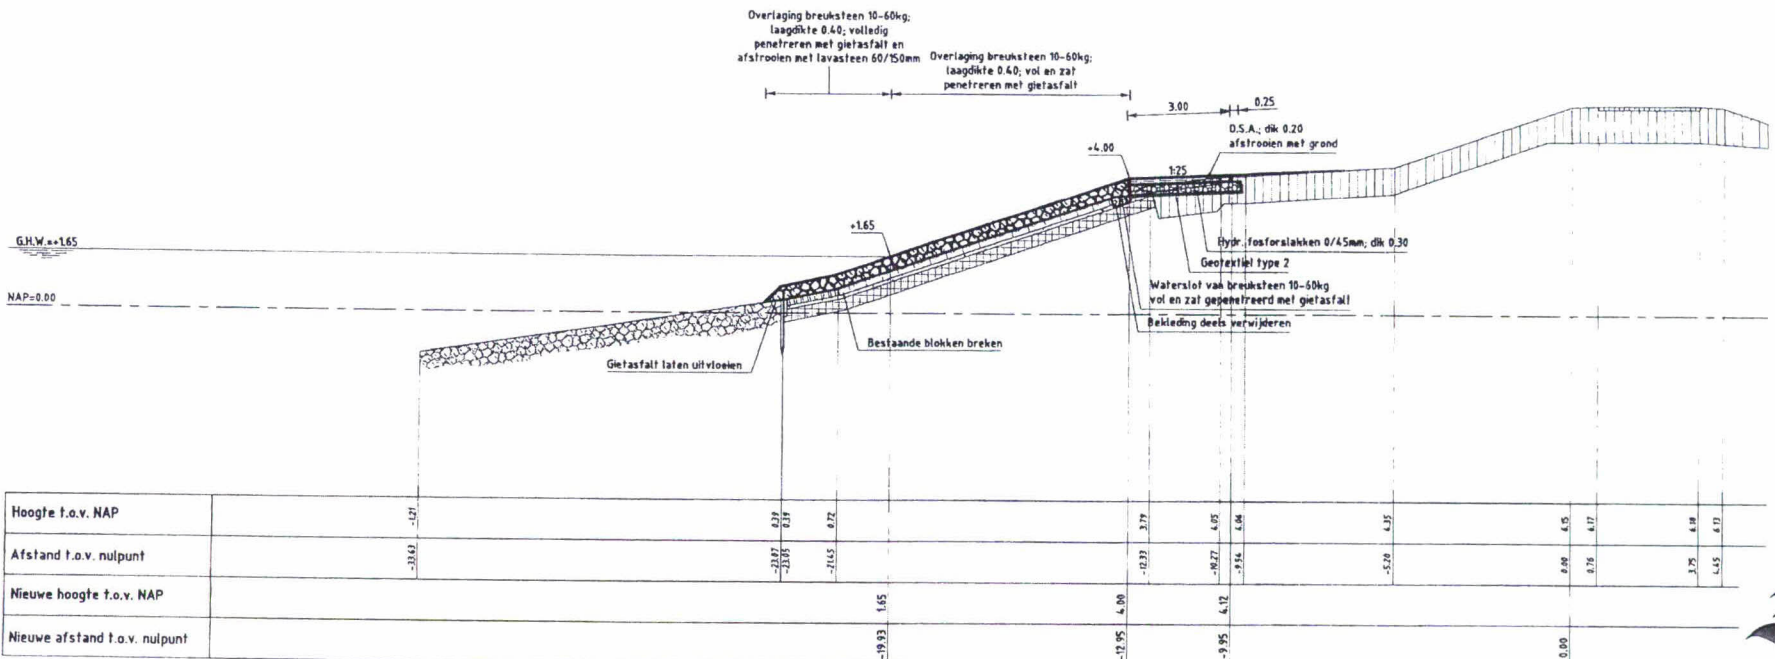 Overlaging breuksteen 10-60kg;
laagdikte 0.40; volledig
penetreren met gietasfalt en
afstrooien met lavasteen 60/150mm
Overlaging breuksteen 10-60kg;
laagdikte 0.40; vol en zat
penetreren met gietasfalt
3.00
0.25
D.S.A.; dik 0.20
afstrooien met grond
+4.00
1:25
+1.65
G.H.W.=+1.65
Hydr. fosforslakken 0/45mm; dik 0.30
Geotextiel type 2
NAP=0.00
Waterslot van breuksteen 10-60kg
vol en zat gepenetreerd met gietasfalt
Bekleding deels verwijderen
Bestaande blokken breken
Gietasfalt laten uitvloeien
Hoogte t.o.v. NAP -1.21 0.39 0.39 0.72 3.79 4.05 4.06 4.35 6.15 6.17 6.18 6.13
Afstand t.o.v. nulpunt -33.63 -23.07 -23.05 -21.45 -12.33 -10.27 -9.54 -5.20 0.00 0.76 3.75 4.45
Nieuwe hoogte t.o.v. NAP 1.65 4.00 4.12
Nieuwe afstand t.o.v. nulpunt -19.93 -12.95 -9.95 0.00